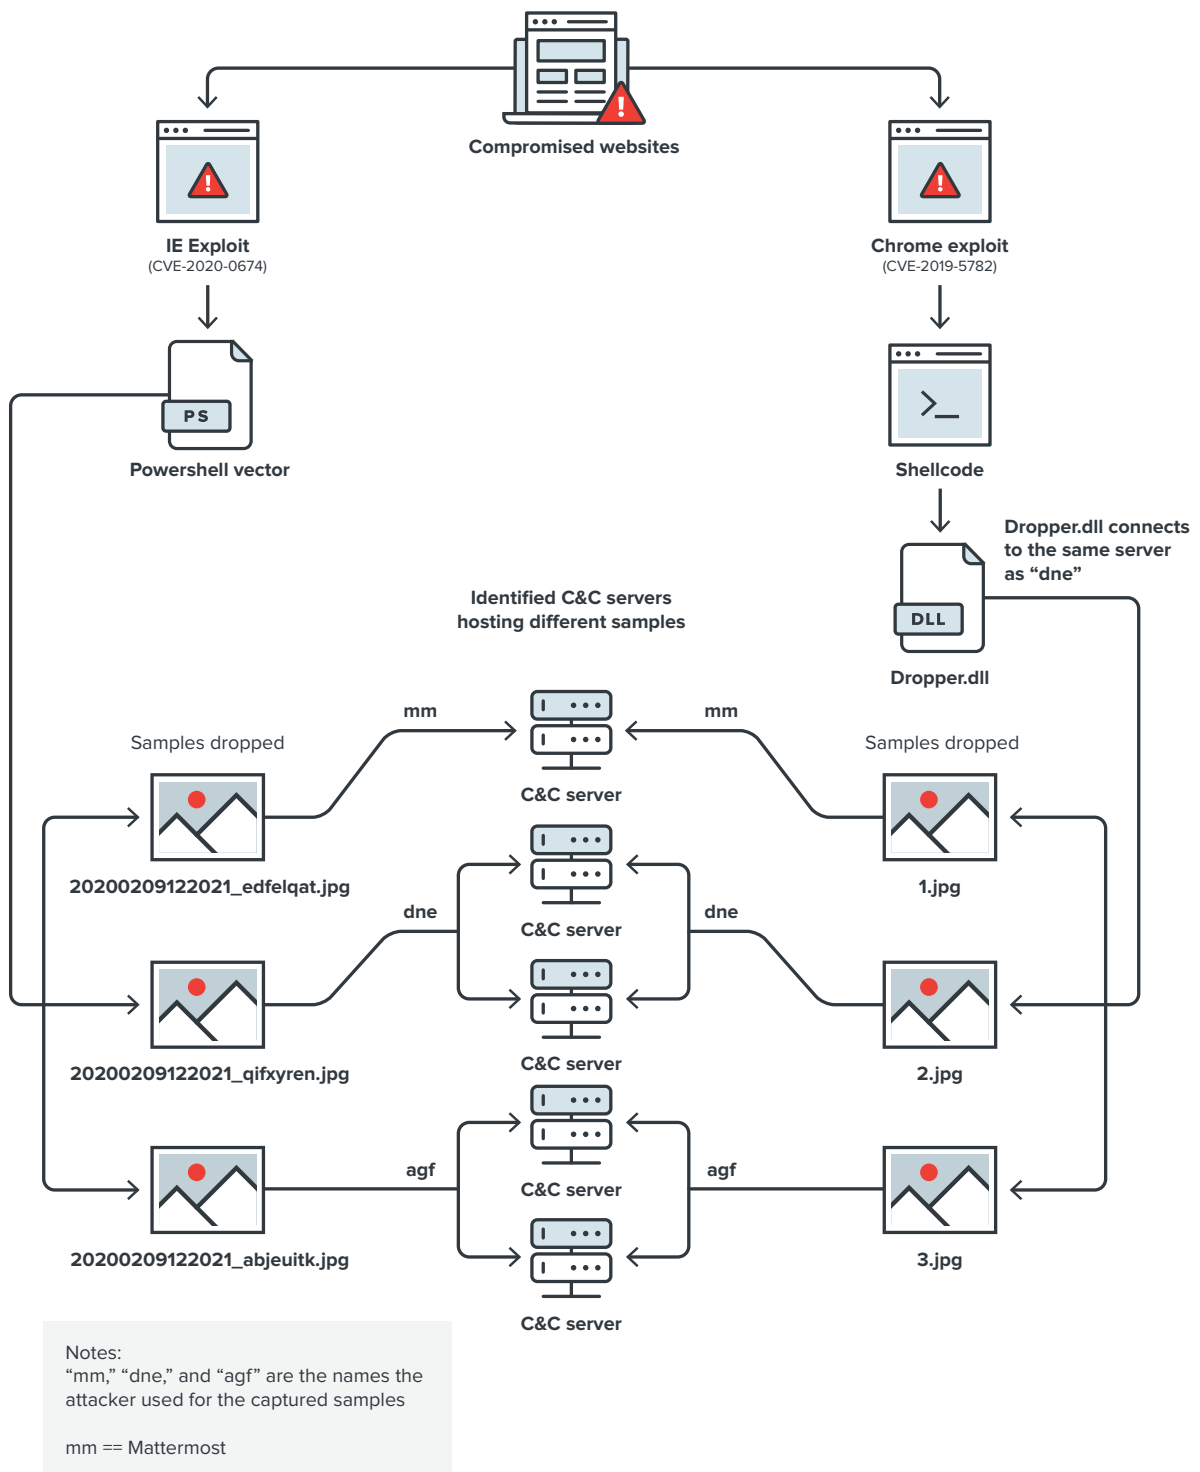 Compromised websites
IE Exploit
(CVE-2020-0674)
Chrome exploit
(CVE-2019-5782)
PS
Powershell vector
Shellcode
Dropper.dll connects
to the same server
as “dne”
Identified C&C servers
hosting different samples
DLL
Dropper.dll
mm
mm
Samples dropped
Samples dropped
C&C server
20200209122021_edfelqat.jpg
1.jpg
dne
dne
C&C server
C&C server
20200209122021_qifxyren.jpg
2.jpg
agf
agf
C&C server
20200209122021_abjeuitk.jpg
3.jpg
C&C server
Notes:
“mm,” “dne,” and “agf” are the names the
attacker used for the captured samples
mm == Mattermost